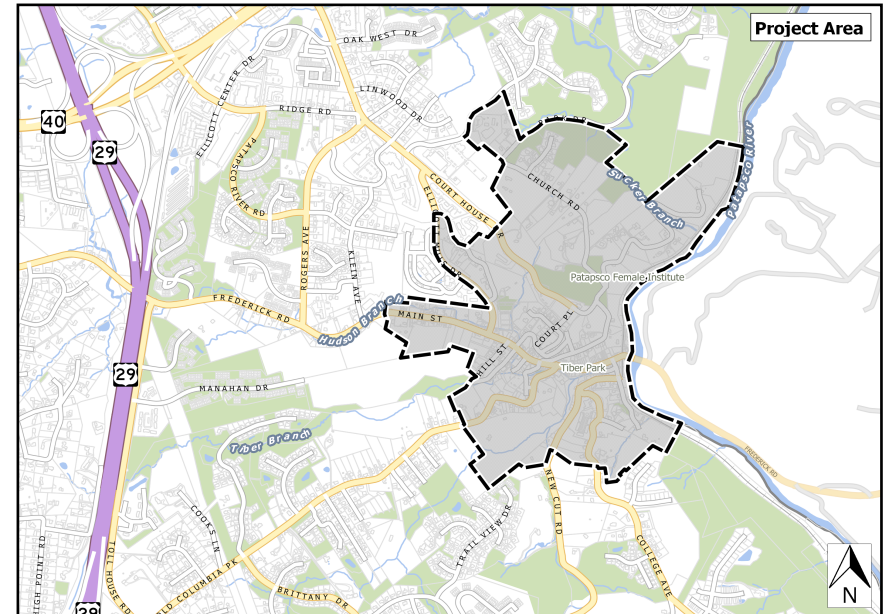 Project Area
OAK WEST DR
ELLICOTT CENTER DR
LINWOOD DR
40
RIDGE RD
29
PATAPSCO RIVER RD
COURT HOUSE DR
CHURCH RD
Sucker Branch
Patapsco River
ROGERS AVE
KLEIN AVE
Patapsco Female Institute
FREDERICK RD
Hudson Branch
MAIN ST
COURT PL
HILL ST
Tiber Park
29
MANAHAN DR
Tiber Branch
FREDERICK RD
NEW CUT RD
TRAIL VIEW DR
COOKS LN
HIGH POINT RD
TOLL HOUSE RD
OLD COLUMBIA PK
BRITTANY DR
COLLEGE AVE
29
N